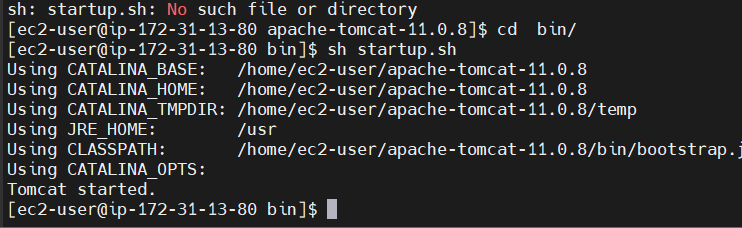 sh: startup.sh: No such file or directory
[ec2-user@ip-172-31-13-80 apache-tomcat-11.0.8]$ cd  bin/
[ec2-user@ip-172-31-13-80 bin]$ sh startup.sh
Using CATALINA_BASE:   /home/ec2-user/apache-tomcat-11.0.8
Using CATALINA_HOME:   /home/ec2-user/apache-tomcat-11.0.8
Using CATALINA_TMPDIR: /home/ec2-user/apache-tomcat-11.0.8/temp
Using JRE_HOME:        /usr
Using CLASSPATH:       /home/ec2-user/apache-tomcat-11.0.8/bin/bootstrap.j
Using CATALINA_OPTS:
Tomcat started.
[ec2-user@ip-172-31-13-80 bin]$